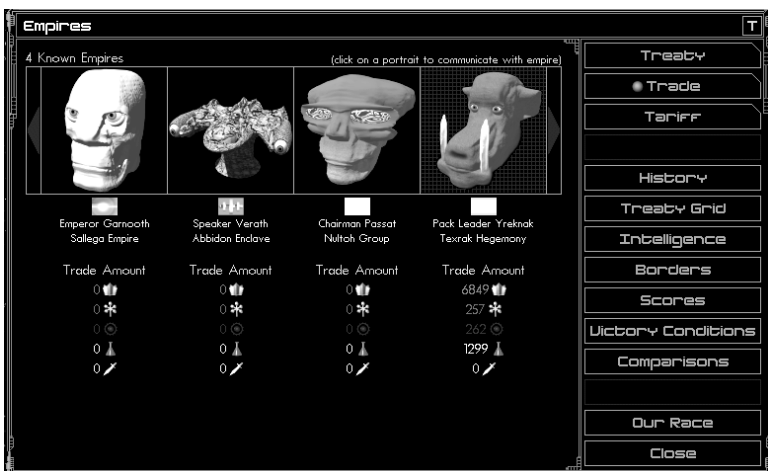 Empires
T
4 Known Empires
(click on a portrait to communicate with empire)
Emperor Garnooth
Sallega Empire
Speaker Verath
Abbidon Enclave
Chairman Passat
Nultoh Group
Pack Leader Yreknak
Texrak Hegemony
Trade Amount
0
0
0
0
0
Trade Amount
0
0
0
0
0
Trade Amount
0
0
0
0
0
Trade Amount
6849
257
262
1299
0
Treaty
Trade
Tariff
History
Treaty Grid
Intelligence
Borders
Scores
Victory Conditions
Comparisons
Our Race
Close